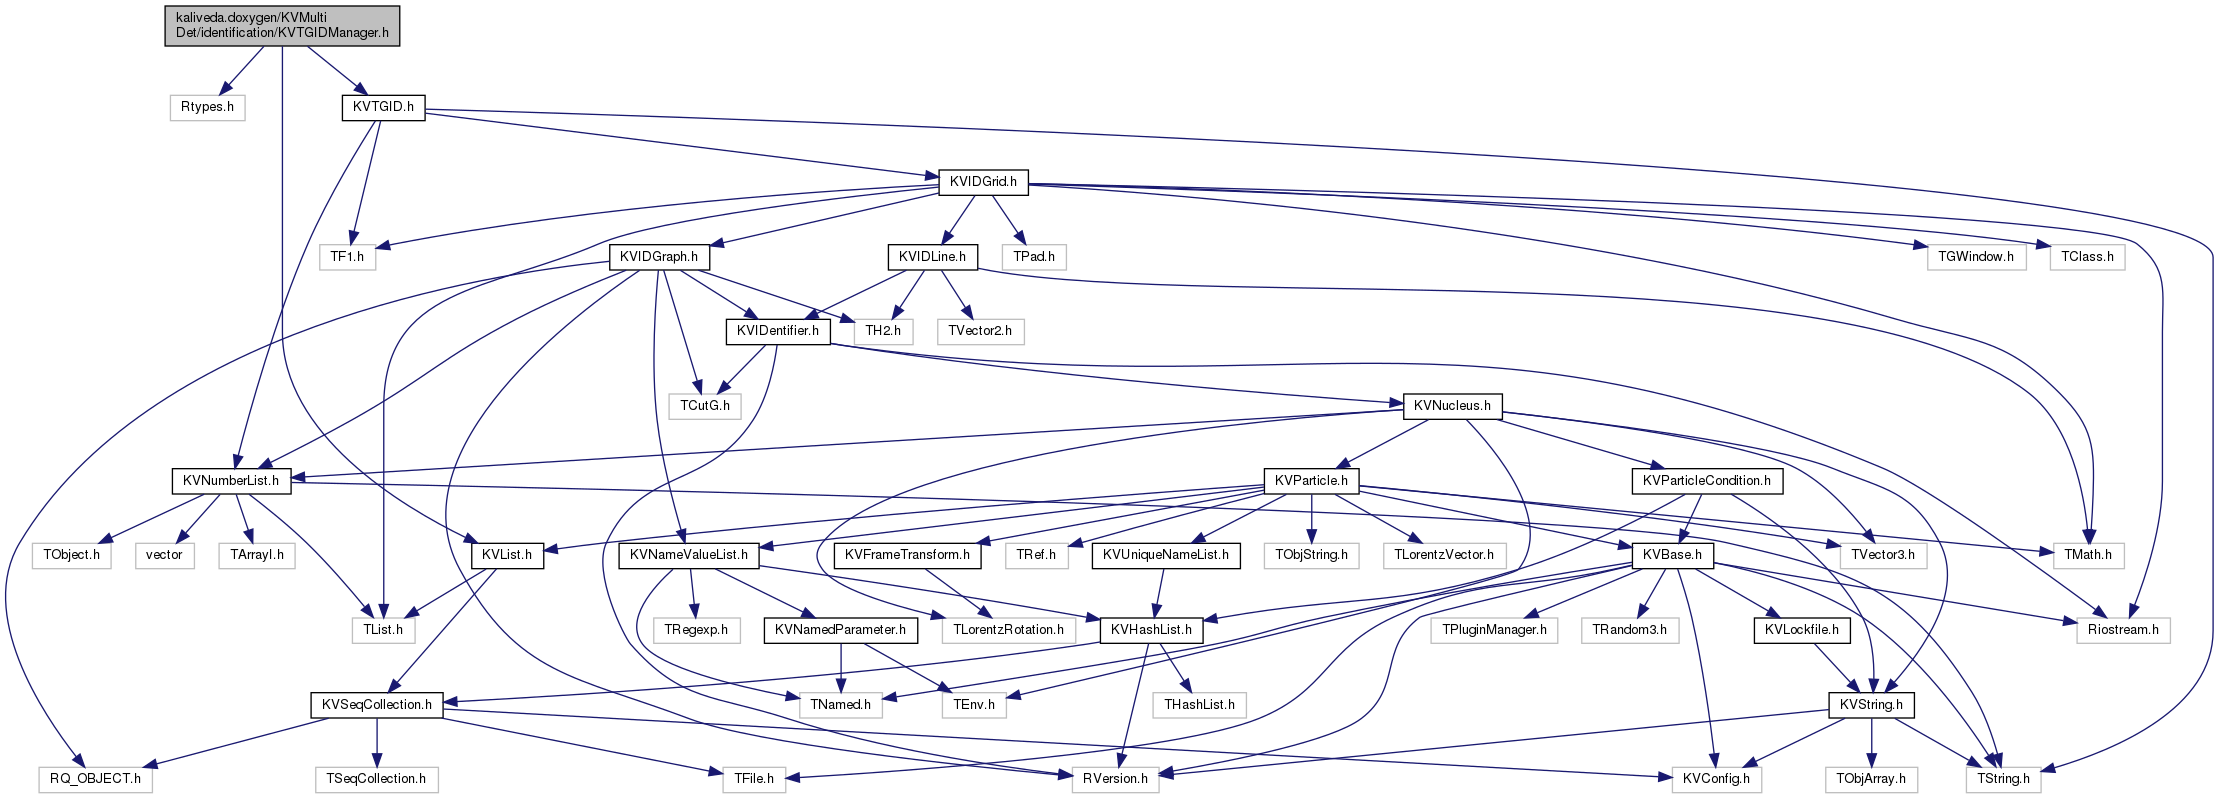 kaliveda.doxygen/KVMulti
Det/identification/KVTGIDManager.h
Rtypes.h
KVTGID.h
KVIDGrid.h
TF1.h
KVIDGraph.h
KVIDLine.h
TPad.h
TGWindow.h
TClass.h
KVIDentifier.h
TH2.h
TVector2.h
TCutG.h
KVNucleus.h
KVNumberList.h
KVParticle.h
KVParticleCondition.h
TObject.h
vector
TArrayI.h
KVList.h
KVNameValueList.h
KVFrameTransform.h
TRef.h
KVUniqueNameList.h
TObjString.h
TLorentzVector.h
KVBase.h
TVector3.h
TMath.h
TList.h
TRegexp.h
KVNamedParameter.h
TLorentzRotation.h
KVHashList.h
TPluginManager.h
TRandom3.h
KVLockfile.h
Riostream.h
KVSeqCollection.h
TNamed.h
TEnv.h
THashList.h
KVString.h
RQ_OBJECT.h
TSeqCollection.h
TFile.h
RVersion.h
KVConfig.h
TObjArray.h
TString.h